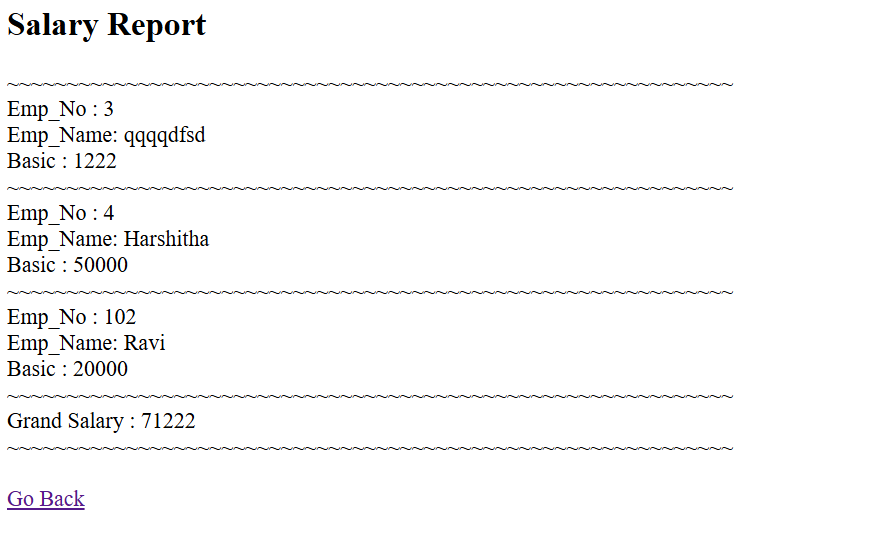 Salary Report
~~~~~~~~~~~~~~~~~~~~~~~~~~~~~~~~~~~~~~~~~~~~~~~~~~~~~~~~~~~~~
Emp_No : 3
Emp_Name: qqqqdfsd
Basic : 1222
~~~~~~~~~~~~~~~~~~~~~~~~~~~~~~~~~~~~~~~~~~~~~~~~~~~~~~~~~~~~~
Emp_No : 4
Emp_Name: Harshitha
Basic : 50000
~~~~~~~~~~~~~~~~~~~~~~~~~~~~~~~~~~~~~~~~~~~~~~~~~~~~~~~~~~~~~
Emp_No : 102
Emp_Name: Ravi
Basic : 20000
~~~~~~~~~~~~~~~~~~~~~~~~~~~~~~~~~~~~~~~~~~~~~~~~~~~~~~~~~~~~~
Grand Salary : 71222
~~~~~~~~~~~~~~~~~~~~~~~~~~~~~~~~~~~~~~~~~~~~~~~~~~~~~~~~~~~~~
Go Back